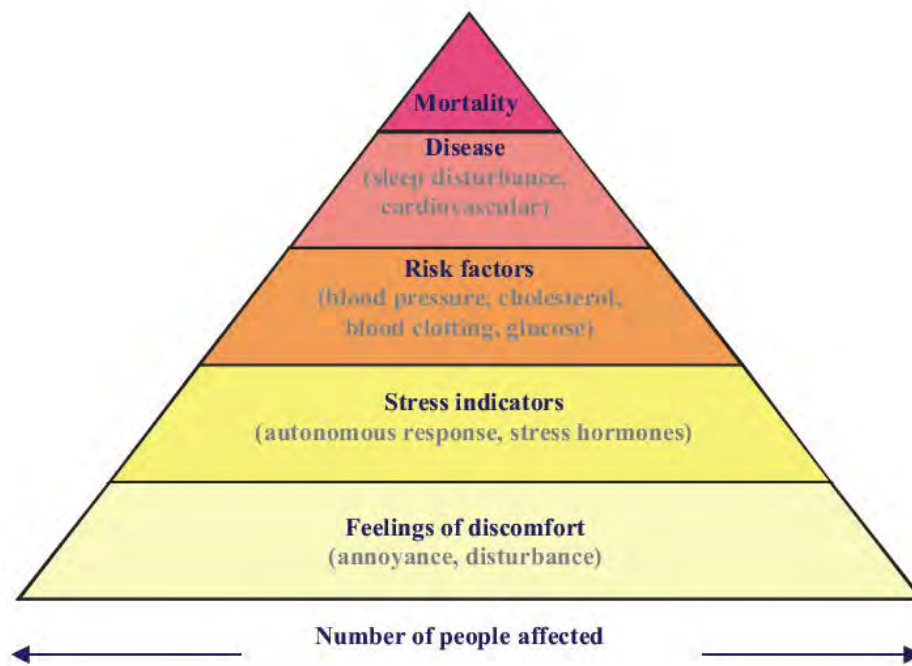 Mortality
Disease
(sleep disturbance,
cardiovascular)
Risk factors
(blood pressure, cholesterol,
blood clotting, glucose)
Stress indicators
(autonomous response, stress hormones)
Feelings of discomfort
(annoyance, disturbance)
Number of people affected